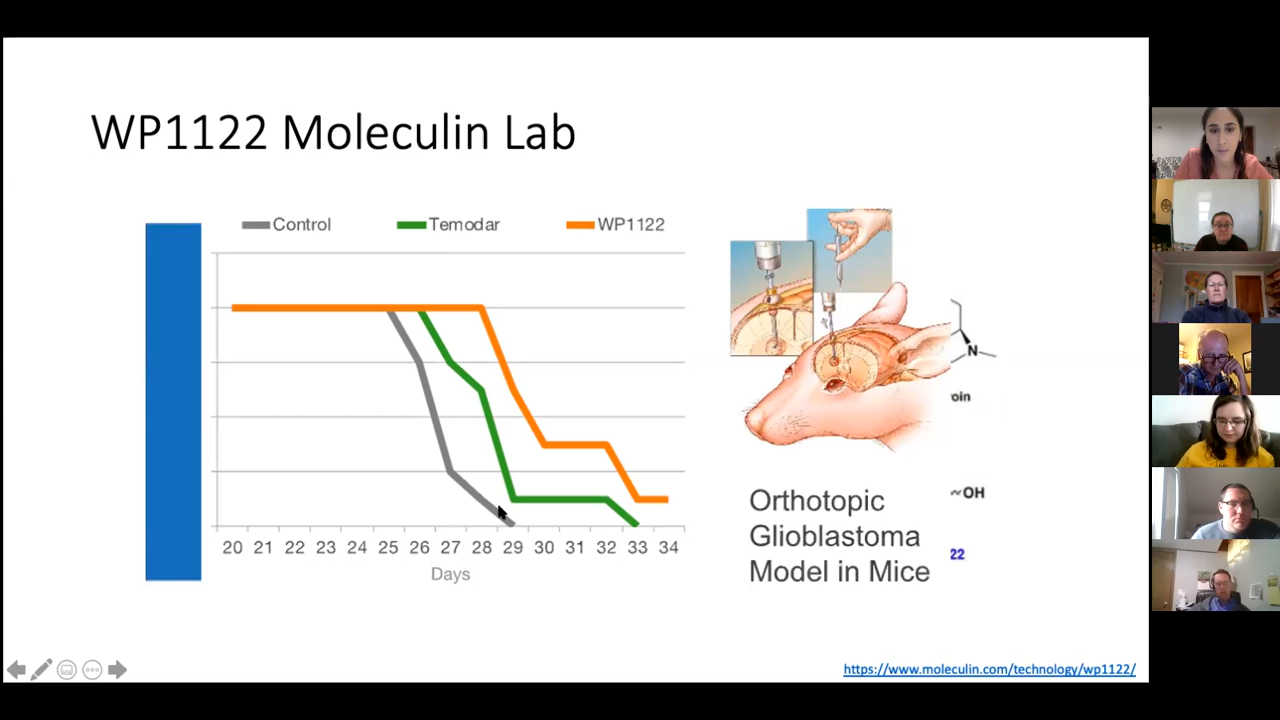 WP1122 Moleculin Lab
Control Temodar WP1122
20 21 22 23 24 25 26 27 28 29 30 31 32 33 34
Days
N
oin
~OH
22
Orthotopic
Glioblastoma
Model in Mice
https://www.moleculin.com/technology/wp1122/